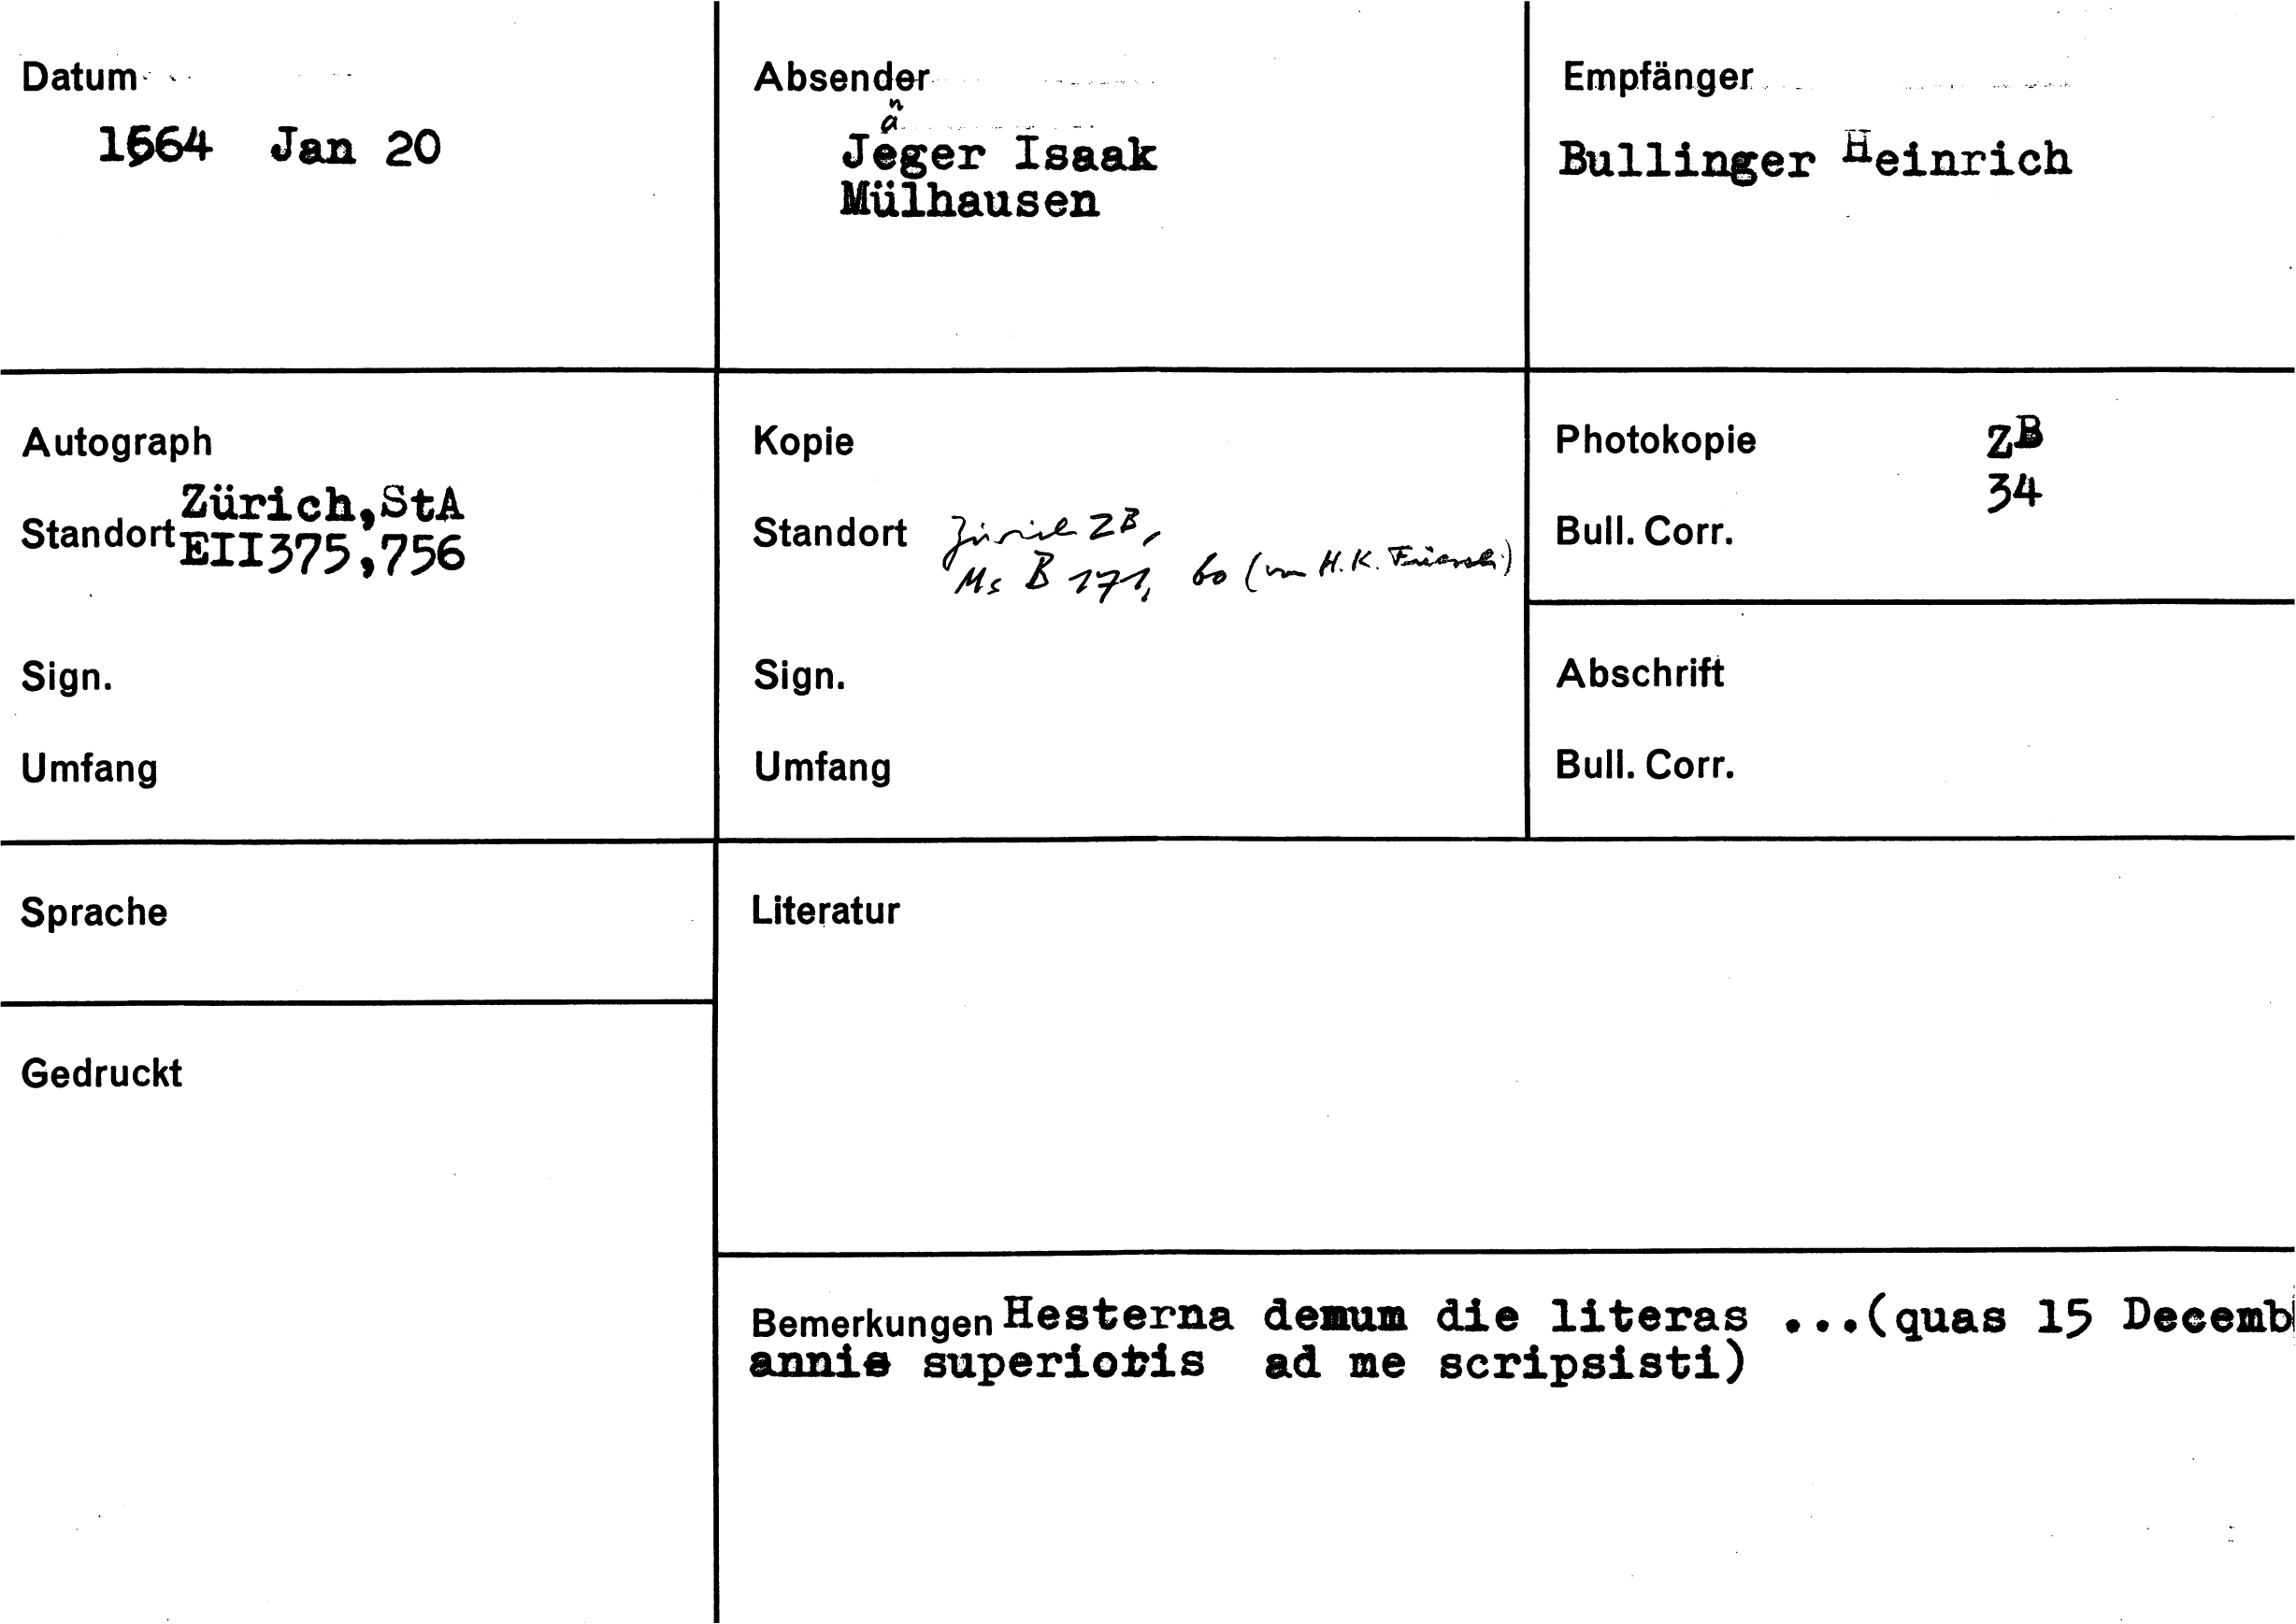 Datum
1564 Jan 20
Absender
ä
Jeger Isaak
Mülhausen
Empfänger
Bullinger Heinrich
Autograph
Standort Zürich,StA
EII375,756
Sign.
Umfang
Kopie
Standort Zürich ZB,
Ms B 171, 60 (von H.K.
Sign.
Umfang
Photokopie ZB
34
Bull. Corr.
Abschrift
Bull. Corr.
Sprache
Literatur
Gedruckt
Bemerkungen Hesterna demum die literas ...(quas 15 Decemb
annis superioris ad me scripsisti)